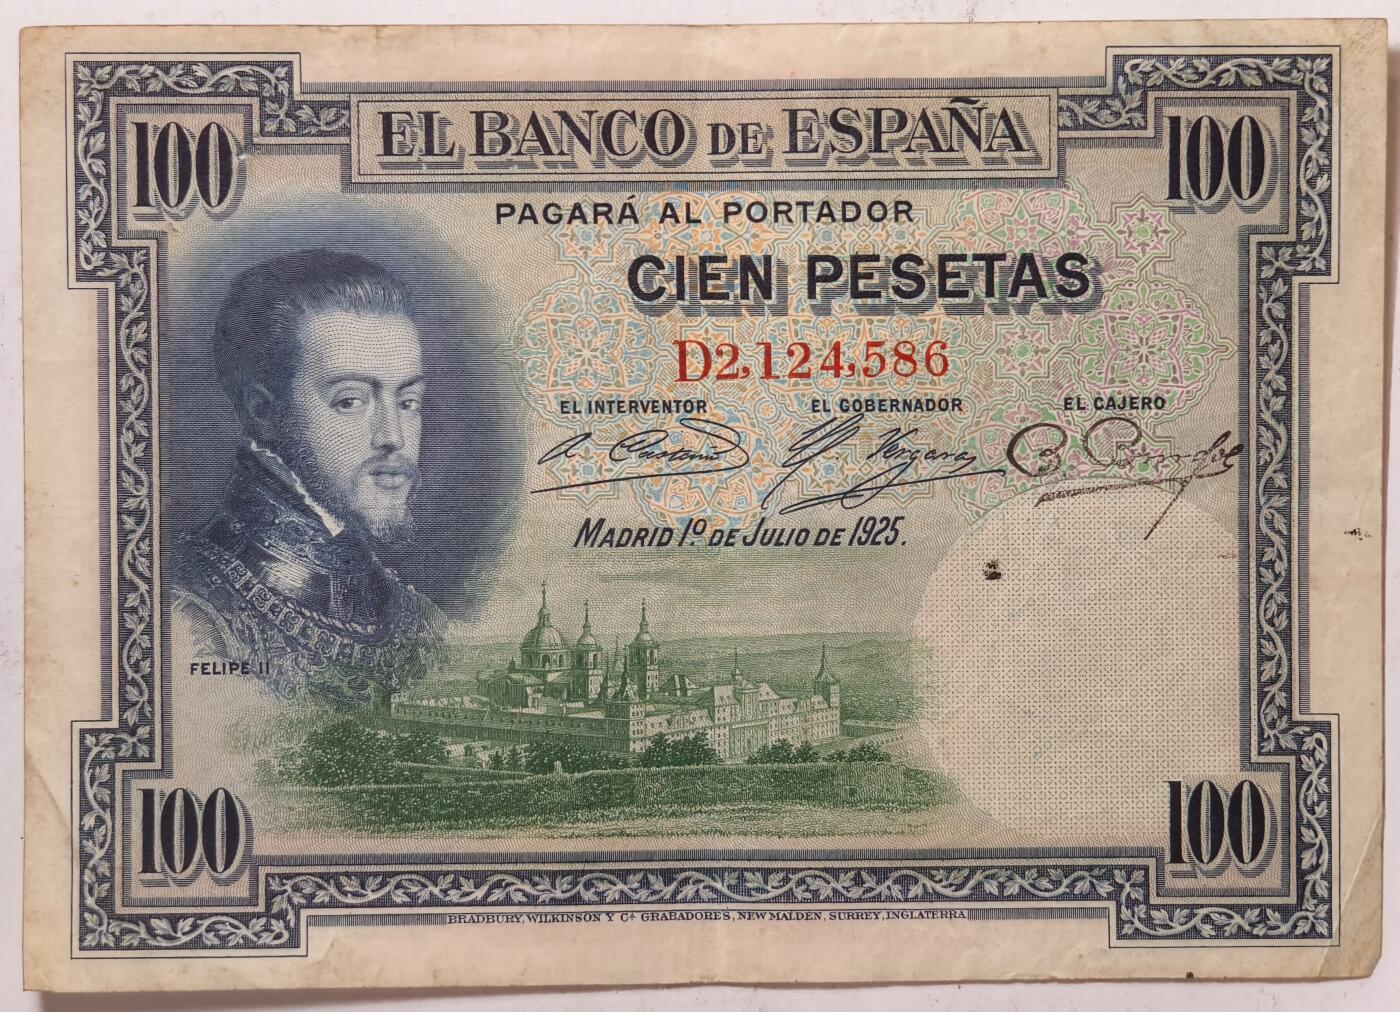 100
EL BANCO DE ESPAÑA
100
PAGARÁ AL PORTADOR
CIEN PESETAS
D2,124,586
EL INTERVENTOR EL GOBERNADOR EL CAJERO
MADRID 1º DE JULIO DE 1925.
FELIPE II
100
100
BRADBURY, WILKINSON Y Cª GRABADORES, NEW MALDEN, SURREY, INGLATERRA